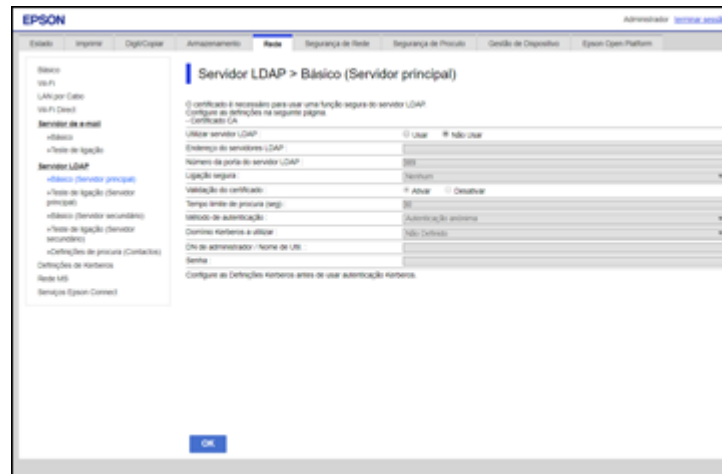 EPSON
Administrador terminar sessão
Estado Imprimir Digit/Copiar Armazenamento Rede Segurança de Rede Segurança do Produto Gestão de Dispositivo Epson Open Platform
Básico
Wi-Fi
LAN por Cabo
Wi-Fi Direct
Servidor de e-mail
»Básico
»Teste de ligação
Servidor LDAP
»Básico (Servidor principal)
»Teste de ligação (Servidor
principal)
»Básico (Servidor secundário)
»Teste de ligação (Servidor
secundário)
»Definições de procura (Contactos)
Definições de Kerberos
Rede MS
Serviços Epson Connect
Servidor LDAP > Básico (Servidor principal)
O certificado é necessário para usar uma função segura do servidor LDAP.
Configure as definições na seguinte página.
- Certificado CA
Utilizar servidor LDAP : Usar Não Usar
Endereço do servidores LDAP :
Número da porta do servidor LDAP : 389
Ligação segura : Nenhum
Validação do certificado : Ativar Desativar
Tempo limite de procura (seg) :
Método de autenticação : Autenticação anónima
Domínio Kerberos a utilizar : Não Definido
DN de administrador / Nome de Util. :
Senha :
Configure as Definições Kerberos antes de usar autenticação Kerberos.
OK